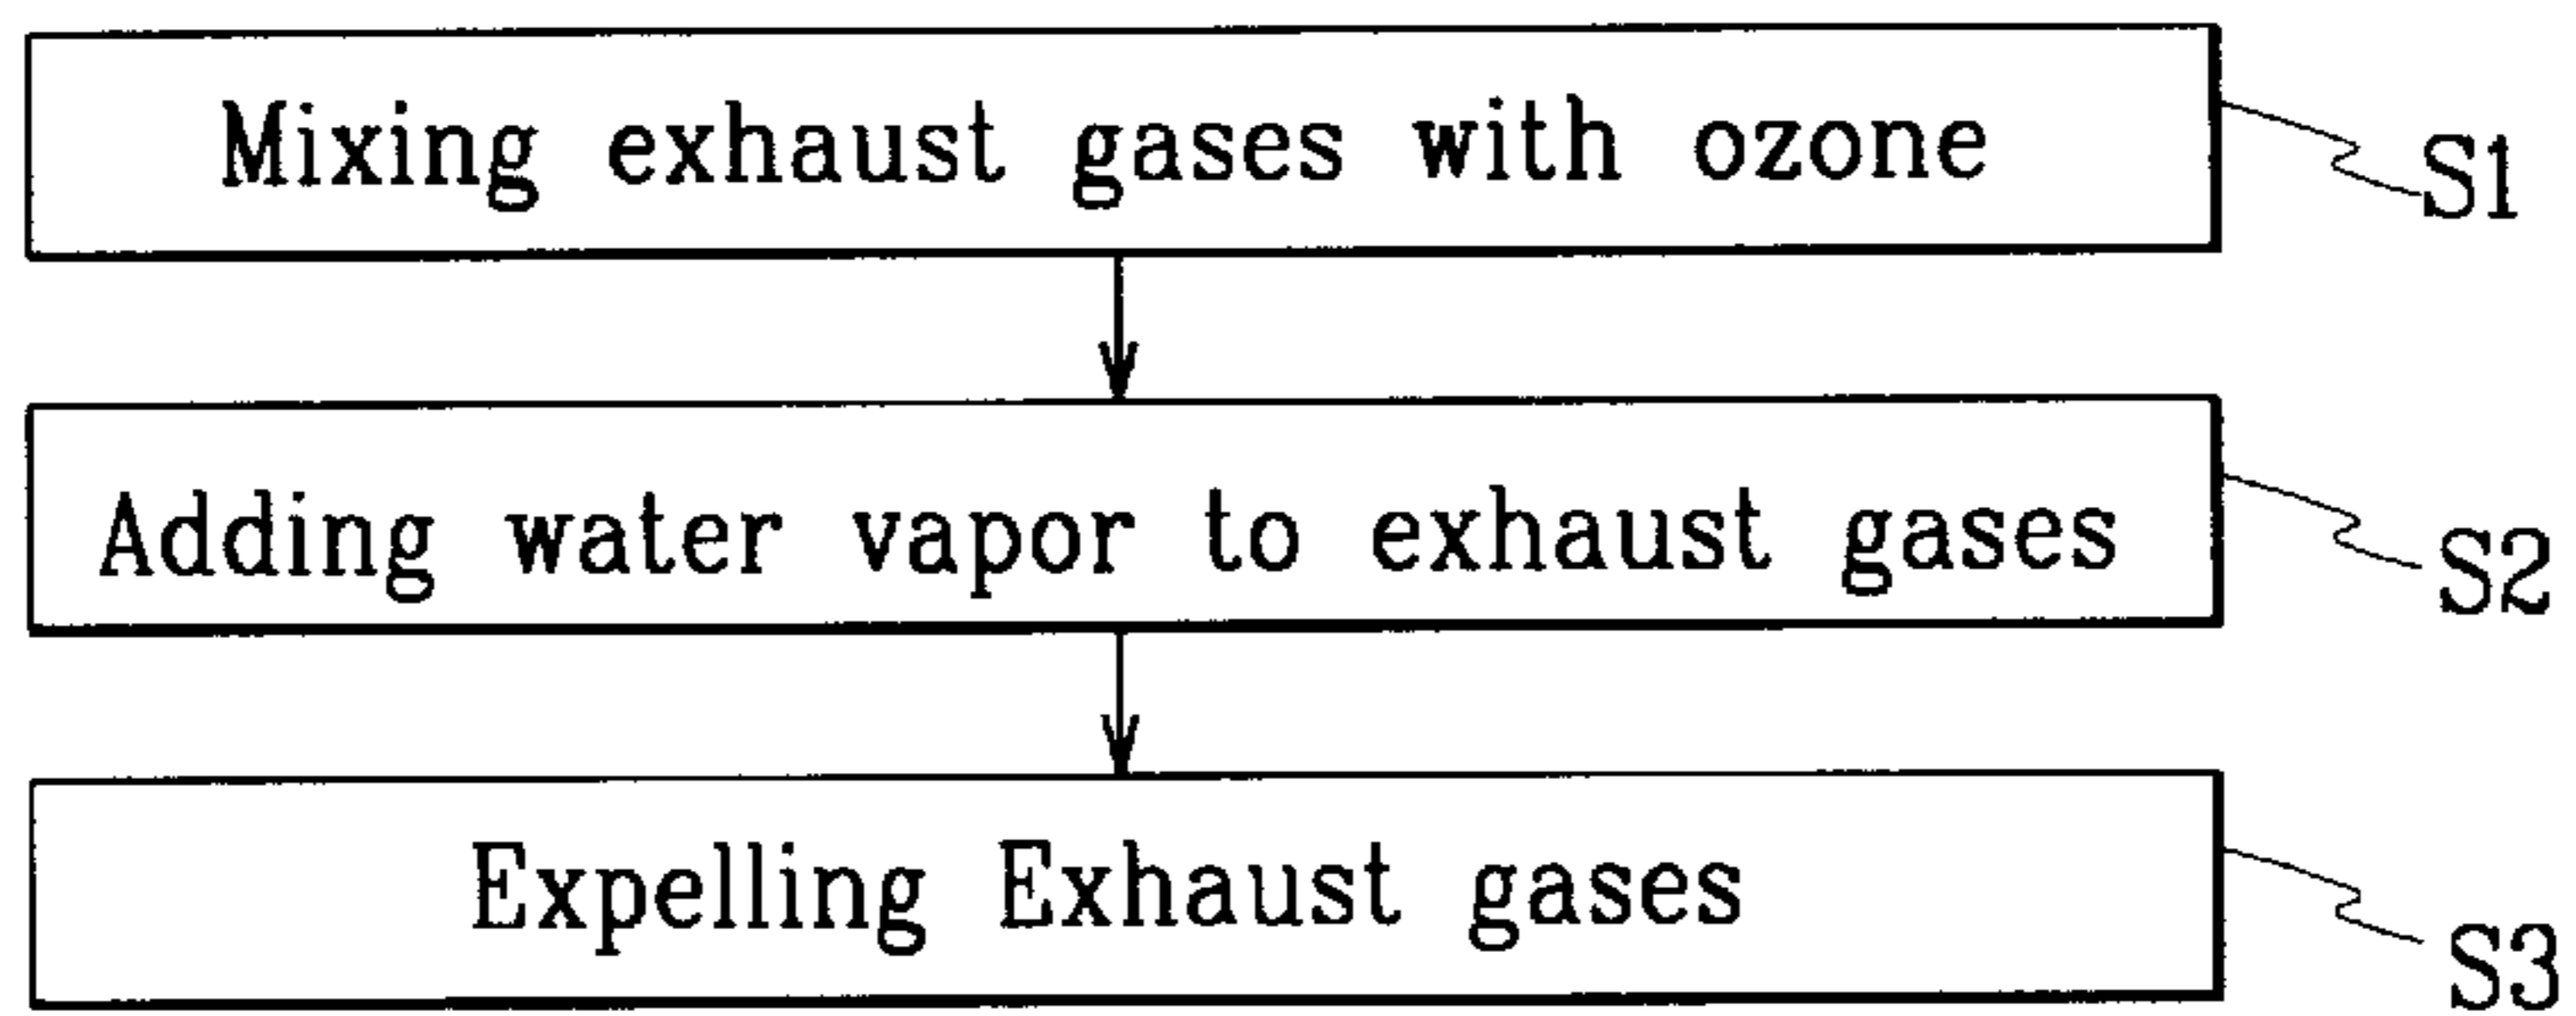 Mixing exhaust gases with ozone
S1
Adding water vapor to exhaust gases
S2
Expelling Exhaust gases
S3